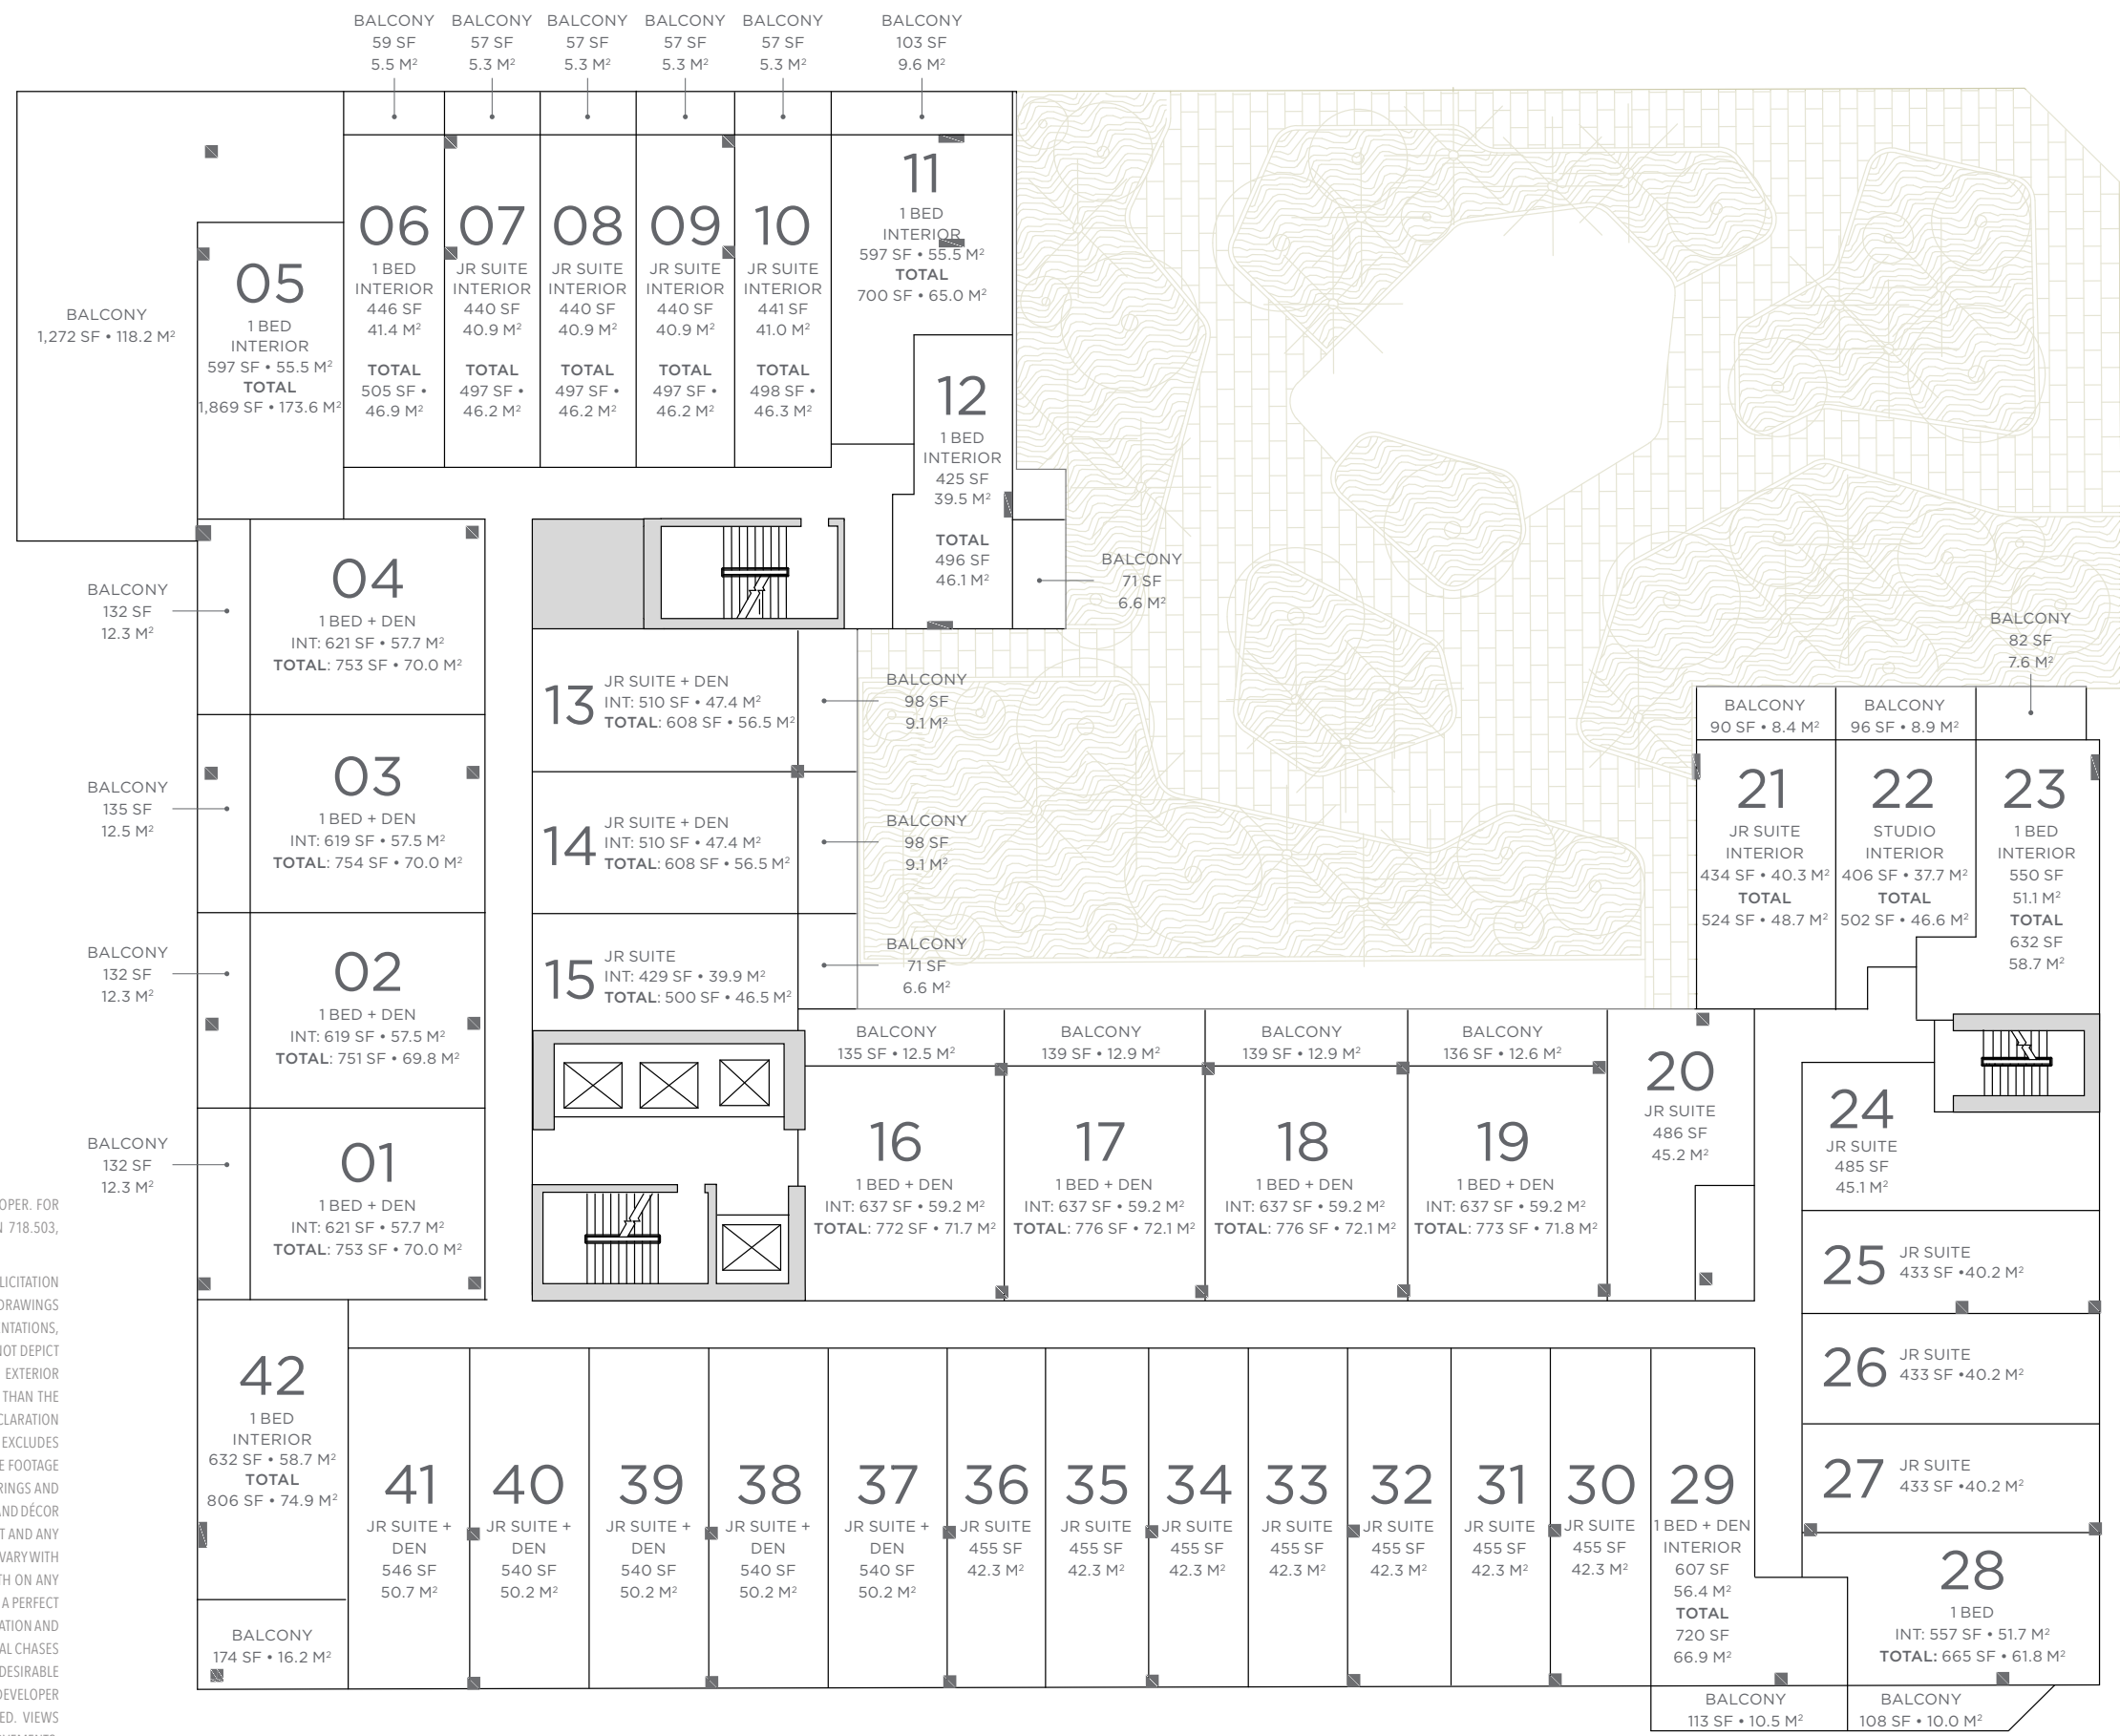 BALCONY
59 SF
5.5 M²
BALCONY
57 SF
5.3 M²
BALCONY
57 SF
5.3 M²
BALCONY
57 SF
5.3 M²
BALCONY
57 SF
5.3 M²
BALCONY
103 SF
9.6 M²
BALCONY
1,272 SF • 118.2 M²
05
1 BED
INTERIOR
597 SF • 55.5 M²
TOTAL
1,869 SF • 173.6 M²
06
1 BED
INTERIOR
446 SF
41.4 M²
TOTAL
505 SF •
46.9 M²
07
JR SUITE
INTERIOR
440 SF
40.9 M²
TOTAL
497 SF •
46.2 M²
08
JR SUITE
INTERIOR
440 SF
40.9 M²
TOTAL
497 SF •
46.2 M²
09
JR SUITE
INTERIOR
440 SF
40.9 M²
TOTAL
497 SF •
46.2 M²
10
JR SUITE
INTERIOR
441 SF
41.0 M²
TOTAL
498 SF •
46.3 M²
11
1 BED
INTERIOR
597 SF • 55.5 M²
TOTAL
700 SF • 65.0 M²
12
1 BED
INTERIOR
425 SF
39.5 M²
TOTAL
496 SF
46.1 M²
BALCONY
71 SF
6.6 M²
BALCONY
132 SF
12.3 M²
04
1 BED + DEN
INT: 621 SF • 57.7 M²
TOTAL: 753 SF • 70.0 M²
BALCONY
135 SF
12.5 M²
03
1 BED + DEN
INT: 619 SF • 57.5 M²
TOTAL: 754 SF • 70.0 M²
BALCONY
132 SF
12.3 M²
02
1 BED + DEN
INT: 619 SF • 57.5 M²
TOTAL: 751 SF • 69.8 M²
BALCONY
132 SF
12.3 M²
01
1 BED + DEN
INT: 621 SF • 57.7 M²
TOTAL: 753 SF • 70.0 M²
13
JR SUITE + DEN
INT: 510 SF • 47.4 M²
TOTAL: 608 SF • 56.5 M²
BALCONY
98 SF
9.1 M²
14
JR SUITE + DEN
INT: 510 SF • 47.4 M²
TOTAL: 608 SF • 56.5 M²
BALCONY
98 SF
9.1 M²
15
JR SUITE
INT: 429 SF • 39.9 M²
TOTAL: 500 SF • 46.5 M²
BALCONY
71 SF
6.6 M²
BALCONY
135 SF • 12.5 M²
16
1 BED + DEN
INT: 637 SF • 59.2 M²
TOTAL: 772 SF • 71.7 M²
BALCONY
139 SF • 12.9 M²
17
1 BED + DEN
INT: 637 SF • 59.2 M²
TOTAL: 776 SF • 72.1 M²
BALCONY
139 SF • 12.9 M²
18
1 BED + DEN
INT: 637 SF • 59.2 M²
TOTAL: 776 SF • 72.1 M²
BALCONY
136 SF • 12.6 M²
19
1 BED + DEN
INT: 637 SF • 59.2 M²
TOTAL: 773 SF • 71.8 M²
20
JR SUITE
486 SF
45.2 M²
BALCONY
90 SF • 8.4 M²
21
JR SUITE
INTERIOR
434 SF • 40.3 M²
TOTAL
524 SF • 48.7 M²
BALCONY
96 SF • 8.9 M²
22
STUDIO
INTERIOR
406 SF • 37.7 M²
TOTAL
502 SF • 46.6 M²
BALCONY
82 SF
7.6 M²
23
1 BED
INTERIOR
550 SF
51.1 M²
TOTAL
632 SF
58.7 M²
24
JR SUITE
485 SF
45.1 M²
25
JR SUITE
433 SF •40.2 M²
26
JR SUITE
433 SF •40.2 M²
27
JR SUITE
433 SF •40.2 M²
28
1 BED
INT: 557 SF • 51.7 M²
TOTAL: 665 SF • 61.8 M²
BALCONY
108 SF • 10.0 M²
29
1 BED + DEN
INTERIOR
607 SF
56.4 M²
TOTAL
720 SF
66.9 M²
BALCONY
113 SF • 10.5 M²
30
JR SUITE
455 SF
42.3 M²
31
JR SUITE
455 SF
42.3 M²
32
JR SUITE
455 SF
42.3 M²
33
JR SUITE
455 SF
42.3 M²
34
JR SUITE
455 SF
42.3 M²
35
JR SUITE
455 SF
42.3 M²
36
JR SUITE
455 SF
42.3 M²
37
JR SUITE +
DEN
540 SF
50.2 M²
38
JR SUITE +
DEN
540 SF
50.2 M²
39
JR SUITE +
DEN
540 SF
50.2 M²
40
JR SUITE +
DEN
540 SF
50.2 M²
41
JR SUITE +
DEN
546 SF
50.7 M²
42
1 BED
INTERIOR
632 SF • 58.7 M²
TOTAL
806 SF • 74.9 M²
BALCONY
174 SF • 16.2 M²
OPER. FOR
N 718.503,
LICITATION
DRAWINGS
NTATIONS,
NOT DEPICT
EXTERIOR
THAN THE
CLARATION
EXCLUDES
E FOOTAGE
RINGS AND
AND DÉCOR
T AND ANY
VARY WITH
TH ON ANY
A PERFECT
ATION AND
AL CHASES
DESIRABLE
DEVELOPER
ED. VIEWS